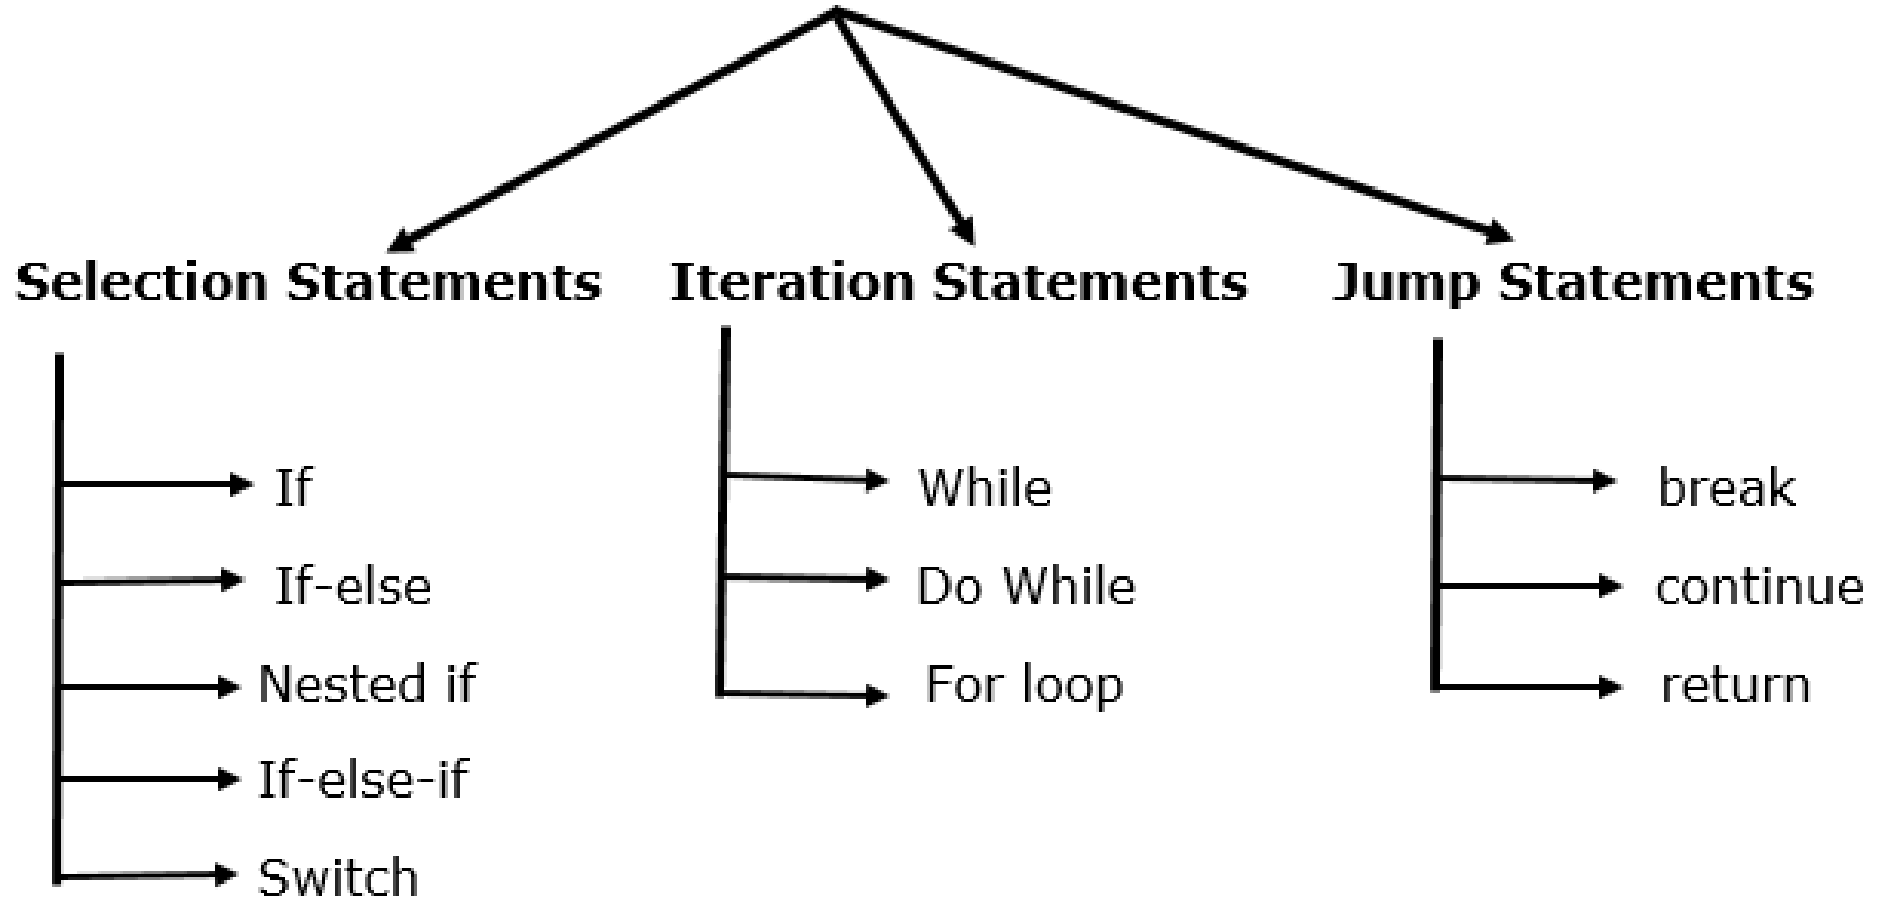 Selection Statements
If
If-else
Nested if
If-else-if
Switch
Iteration Statements
While
Do While
For loop
Jump Statements
break
continue
return